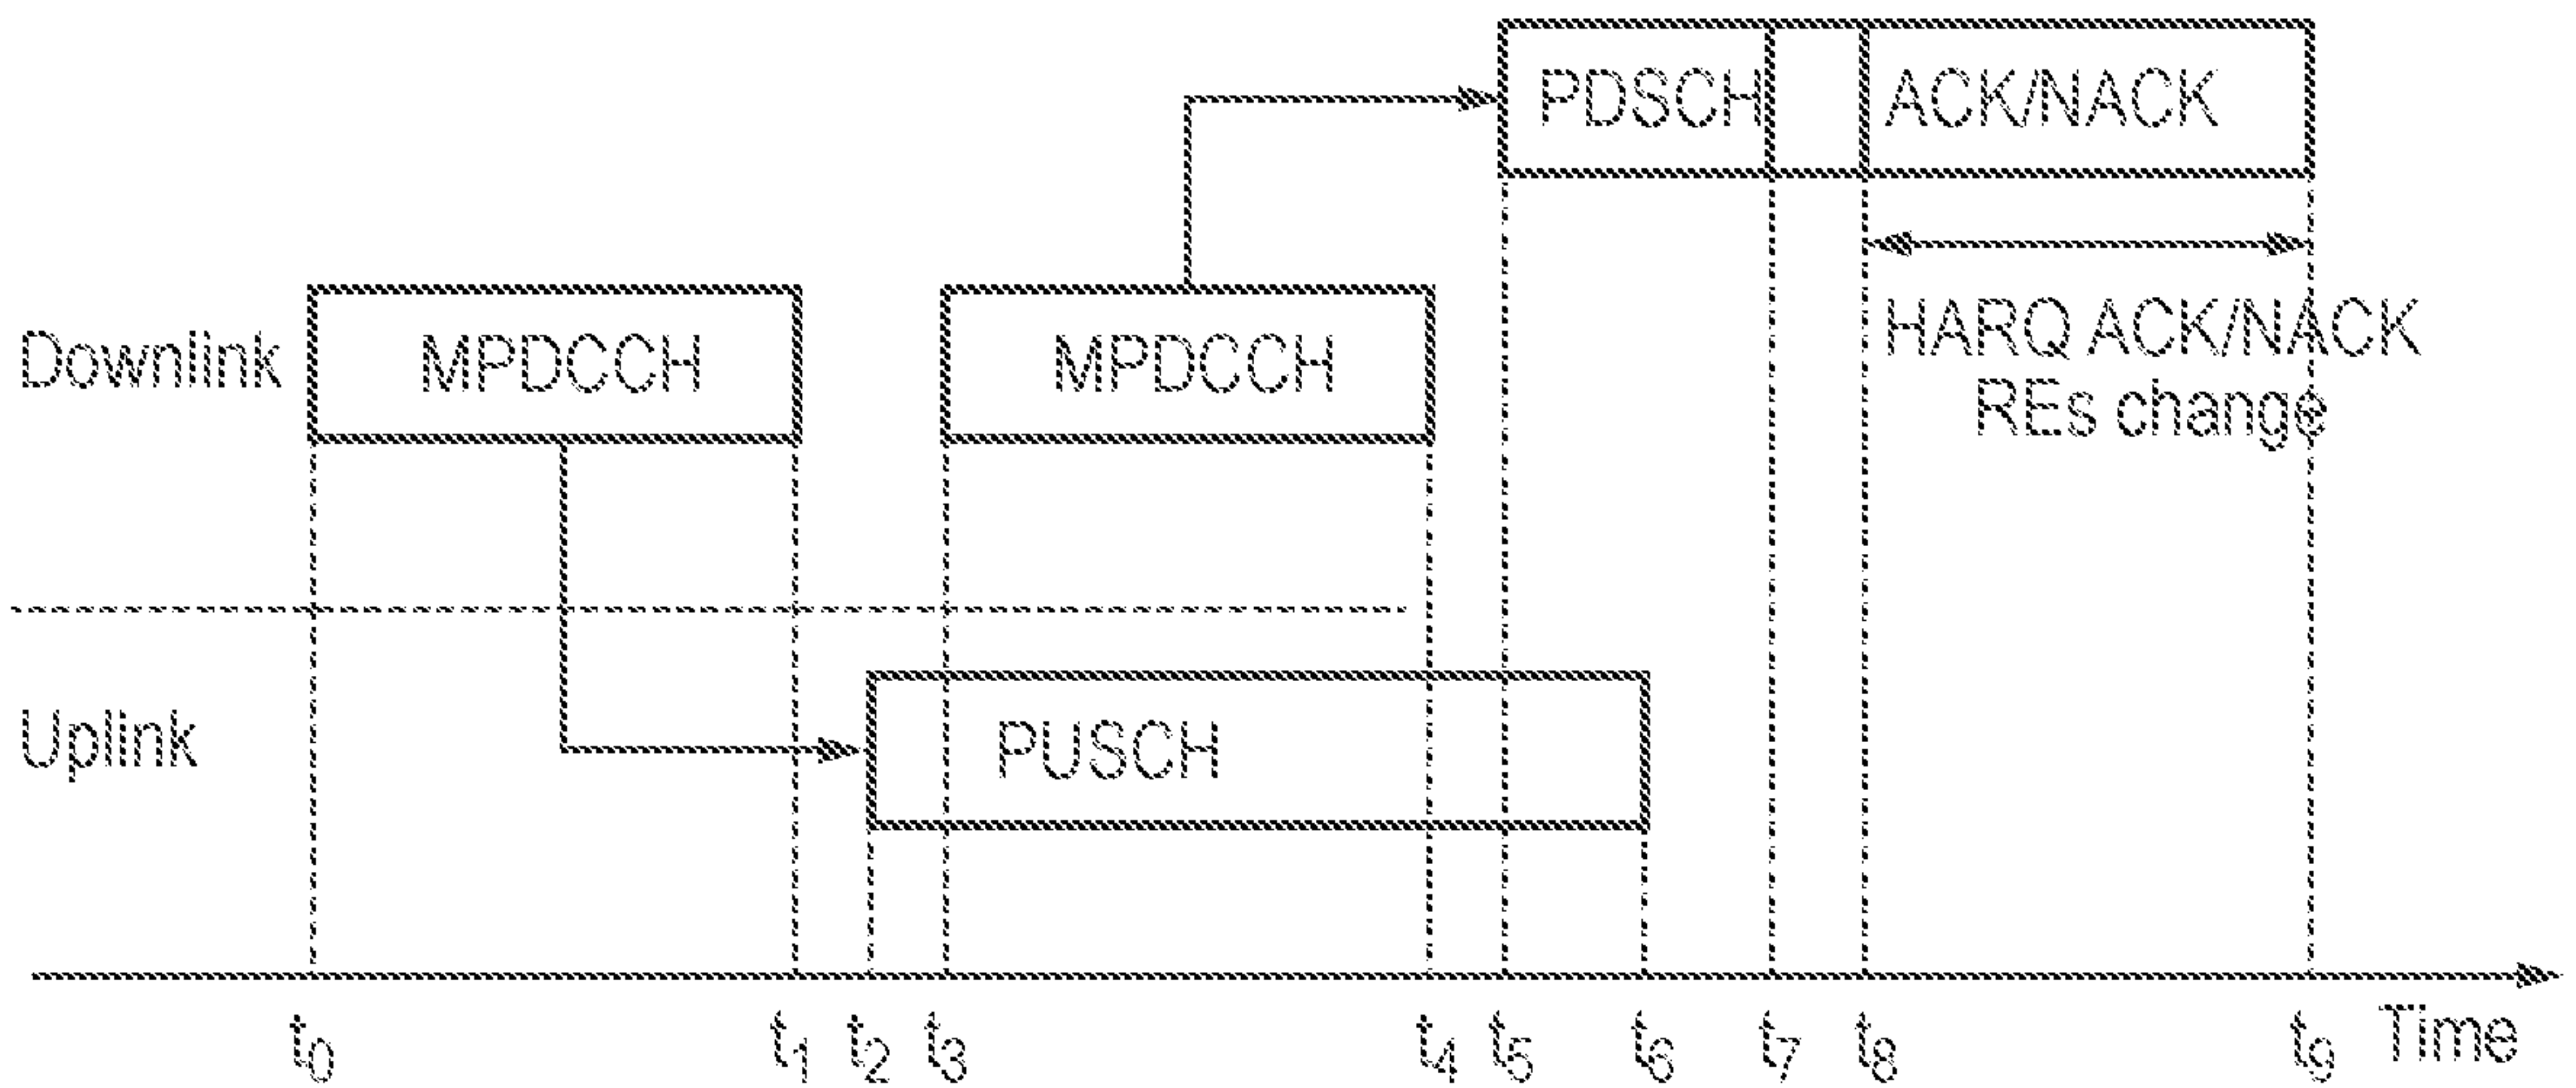 PDSCH ACK/NACK
Downlink MPDCCH MPDCCH HARQ ACK/NACK
REs change
Uplink PUSCH
t0 t1 t2 t3 t4 t5 t6 t7 t8 t9 Time